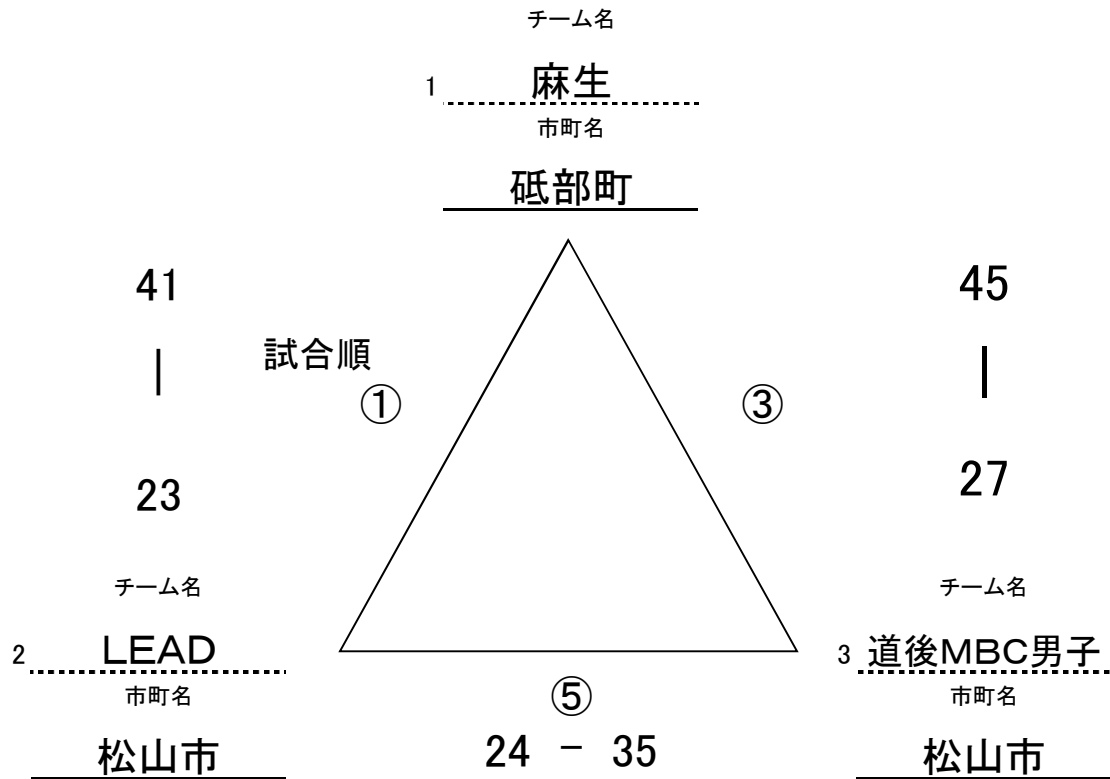 チーム名
1 麻生
市町名
砥部町
41
|
23
試合順
①
③
45
|
27
チーム名
2 LEAD
市町名
松山市
⑤
24 - 35
チーム名
3 道後MBC男子
市町名
松山市